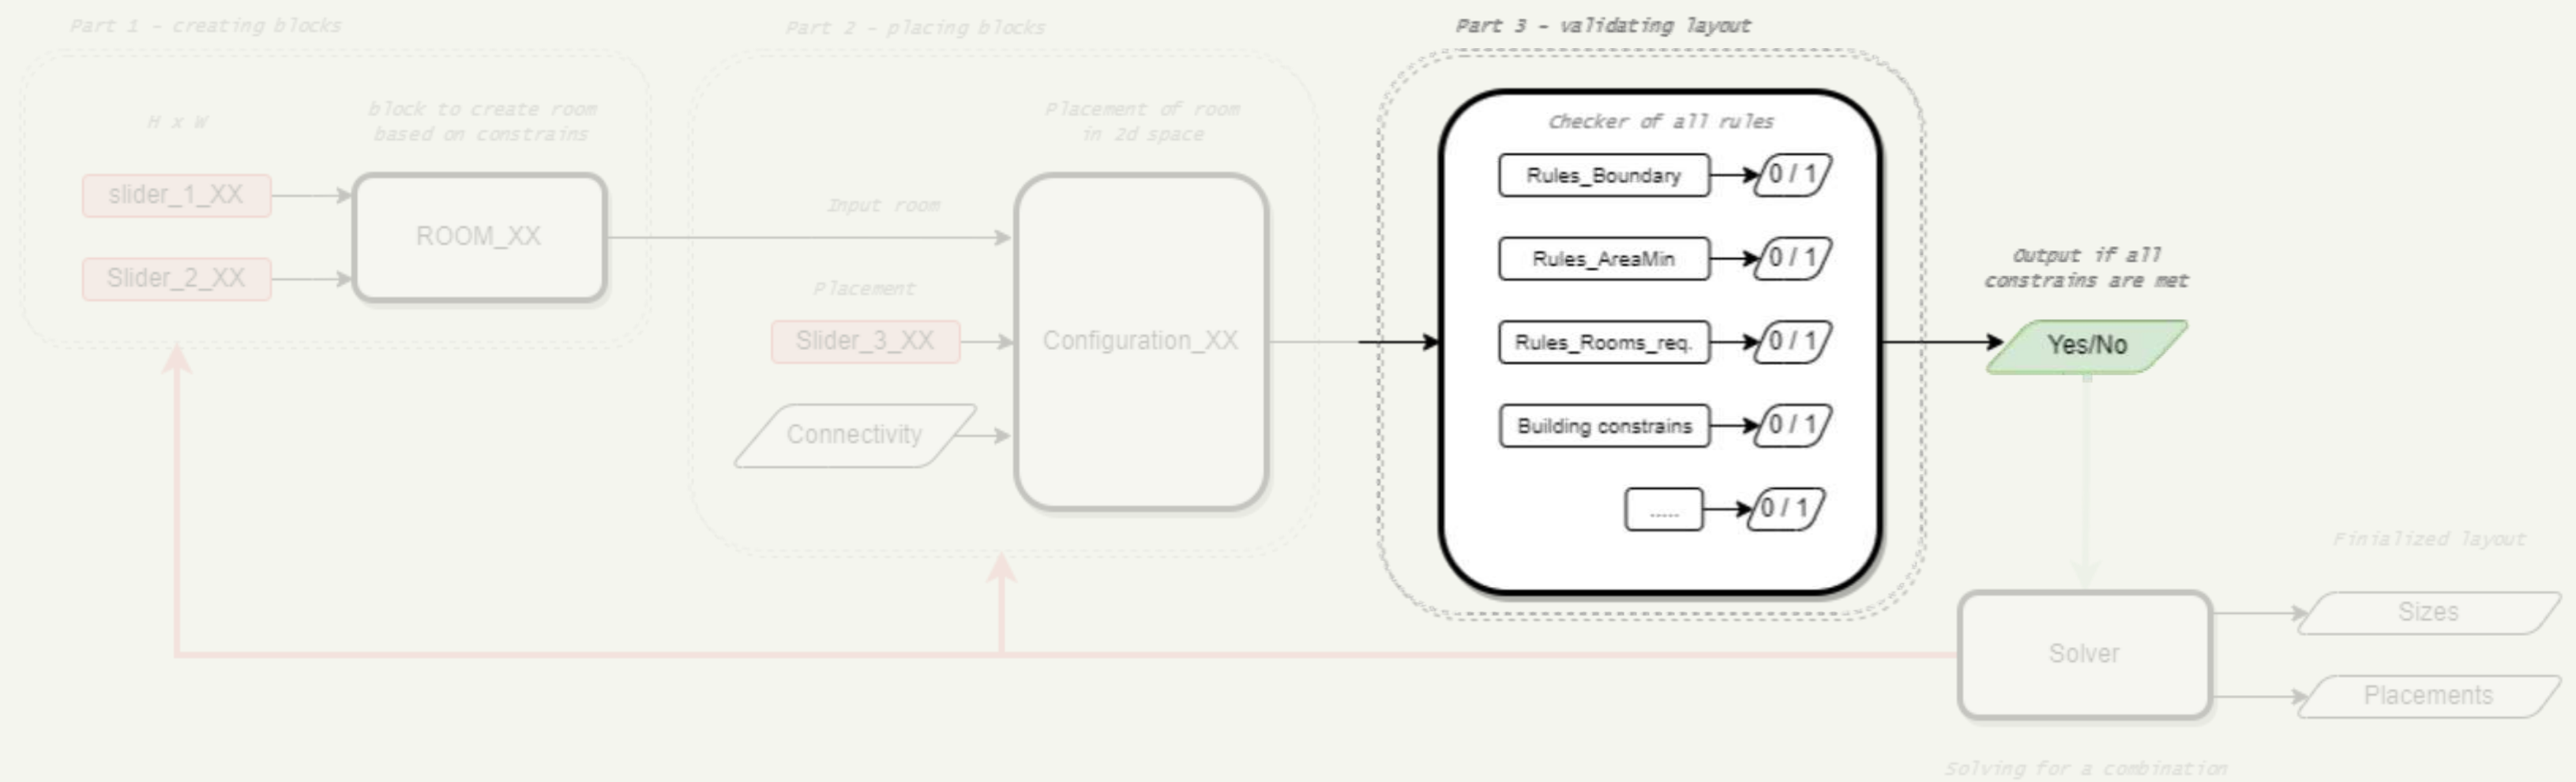 Part 1 - creating blocks
H x W
block to create room
based on constrains
slider_1_XX
Slider_2_XX
ROOM_XX
Part 2 - placing blocks
Placement of room
in 2d space
Input room
Placement
Slider_3_XX
Connectivity
Configuration_XX
Part 3 - validating layout
Checker of all rules
Rules_Boundary
0 / 1
Rules_AreaMin
0 / 1
Rules_Rooms_req.
0 / 1
Building constrains
0 / 1
.....
0 / 1
Output if all
constrains are met
Yes/No
Solver
Finialized layout
Sizes
Placements
Solving for a combination